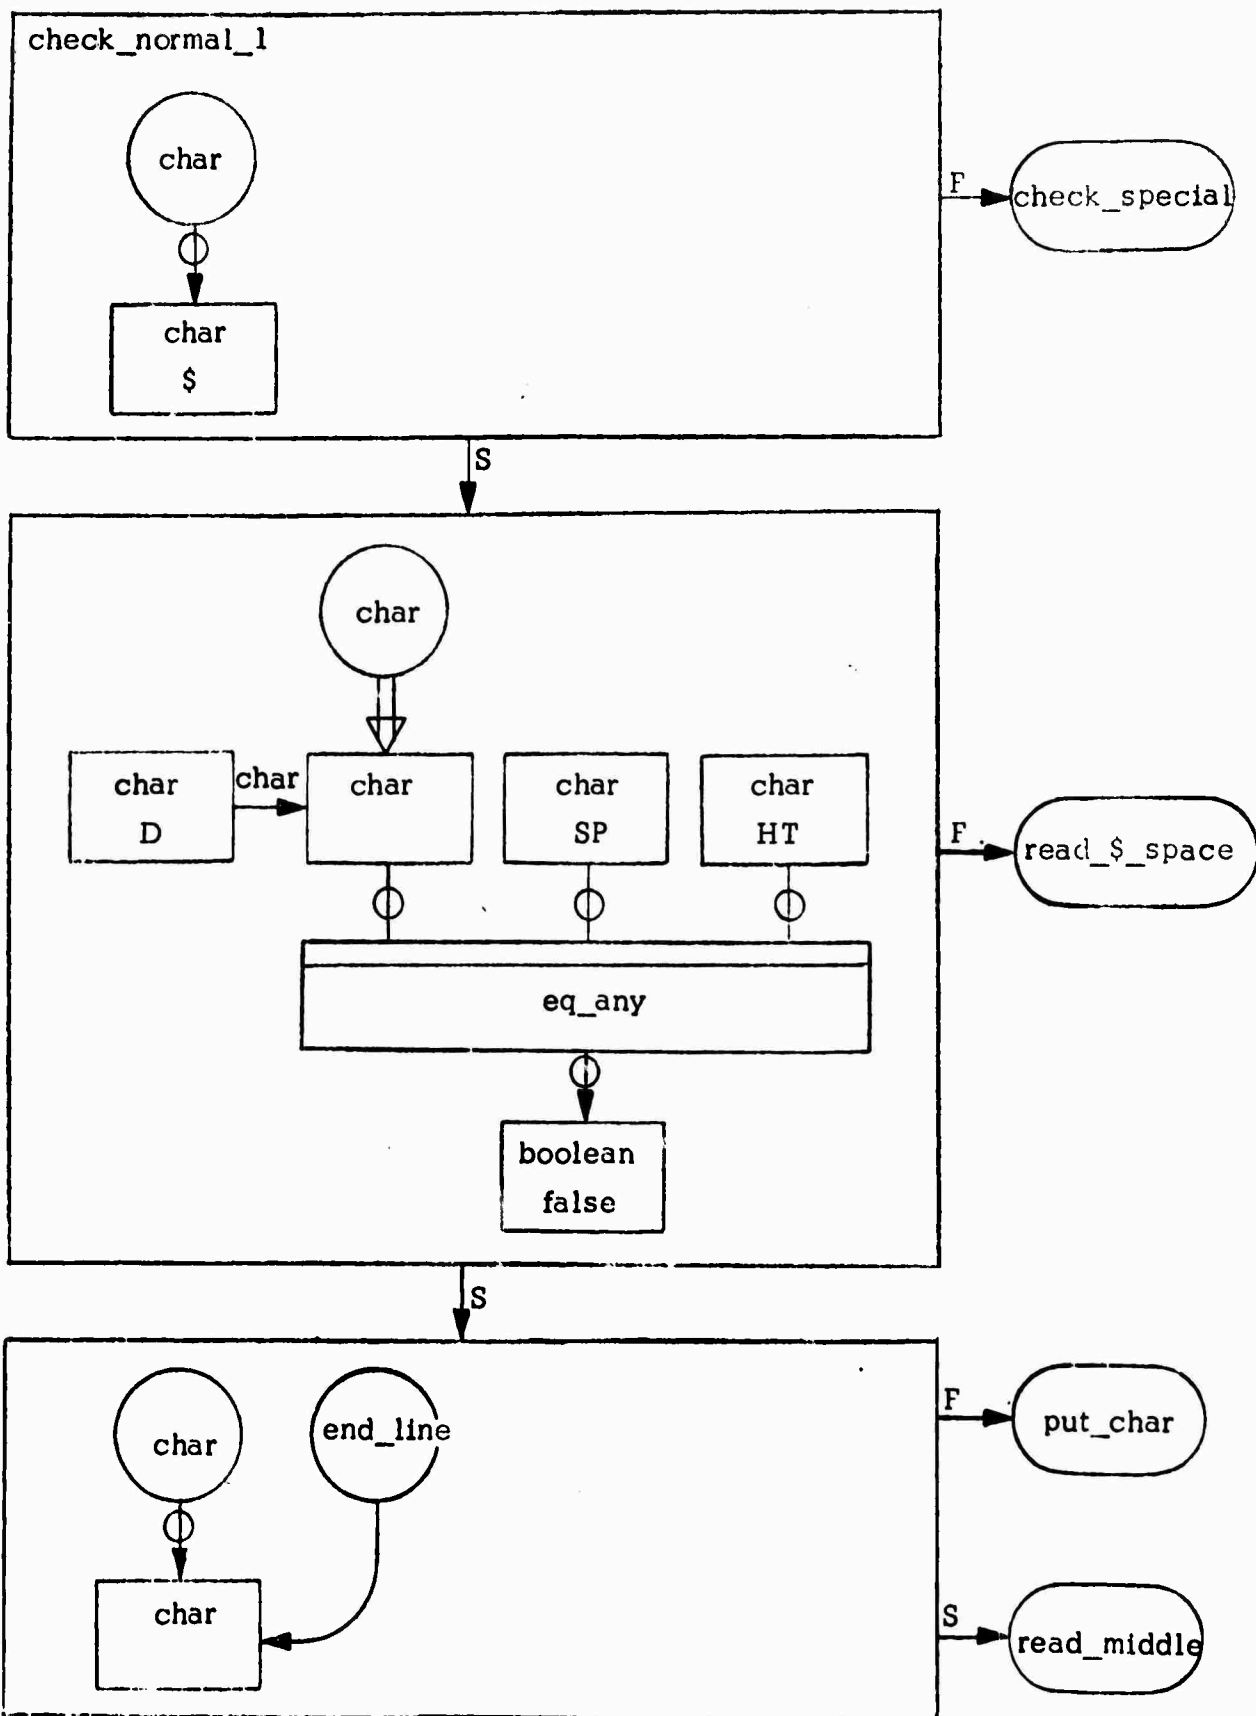 check_normal_1
char
F
check_special
char
$
S
char
char
D
char
char
char
SP
char
HT
F
read_$_space
eq_any
boolean
false
S
char
end_line
F
put_char
char
S
read_middle